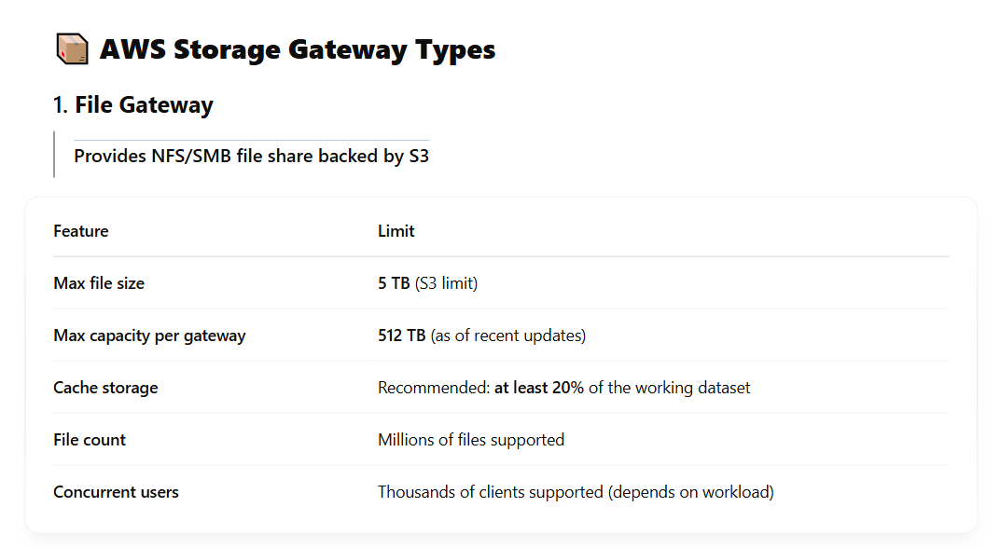 AWS Storage Gateway Types
1. File Gateway
Provides NFS/SMB file share backed by S3
Feature Limit
Max file size 5 TB (S3 limit)
Max capacity per gateway 512 TB (as of recent updates)
Cache storage Recommended: at least 20% of the working dataset
File count Millions of files supported
Concurrent users Thousands of clients supported (depends on workload)